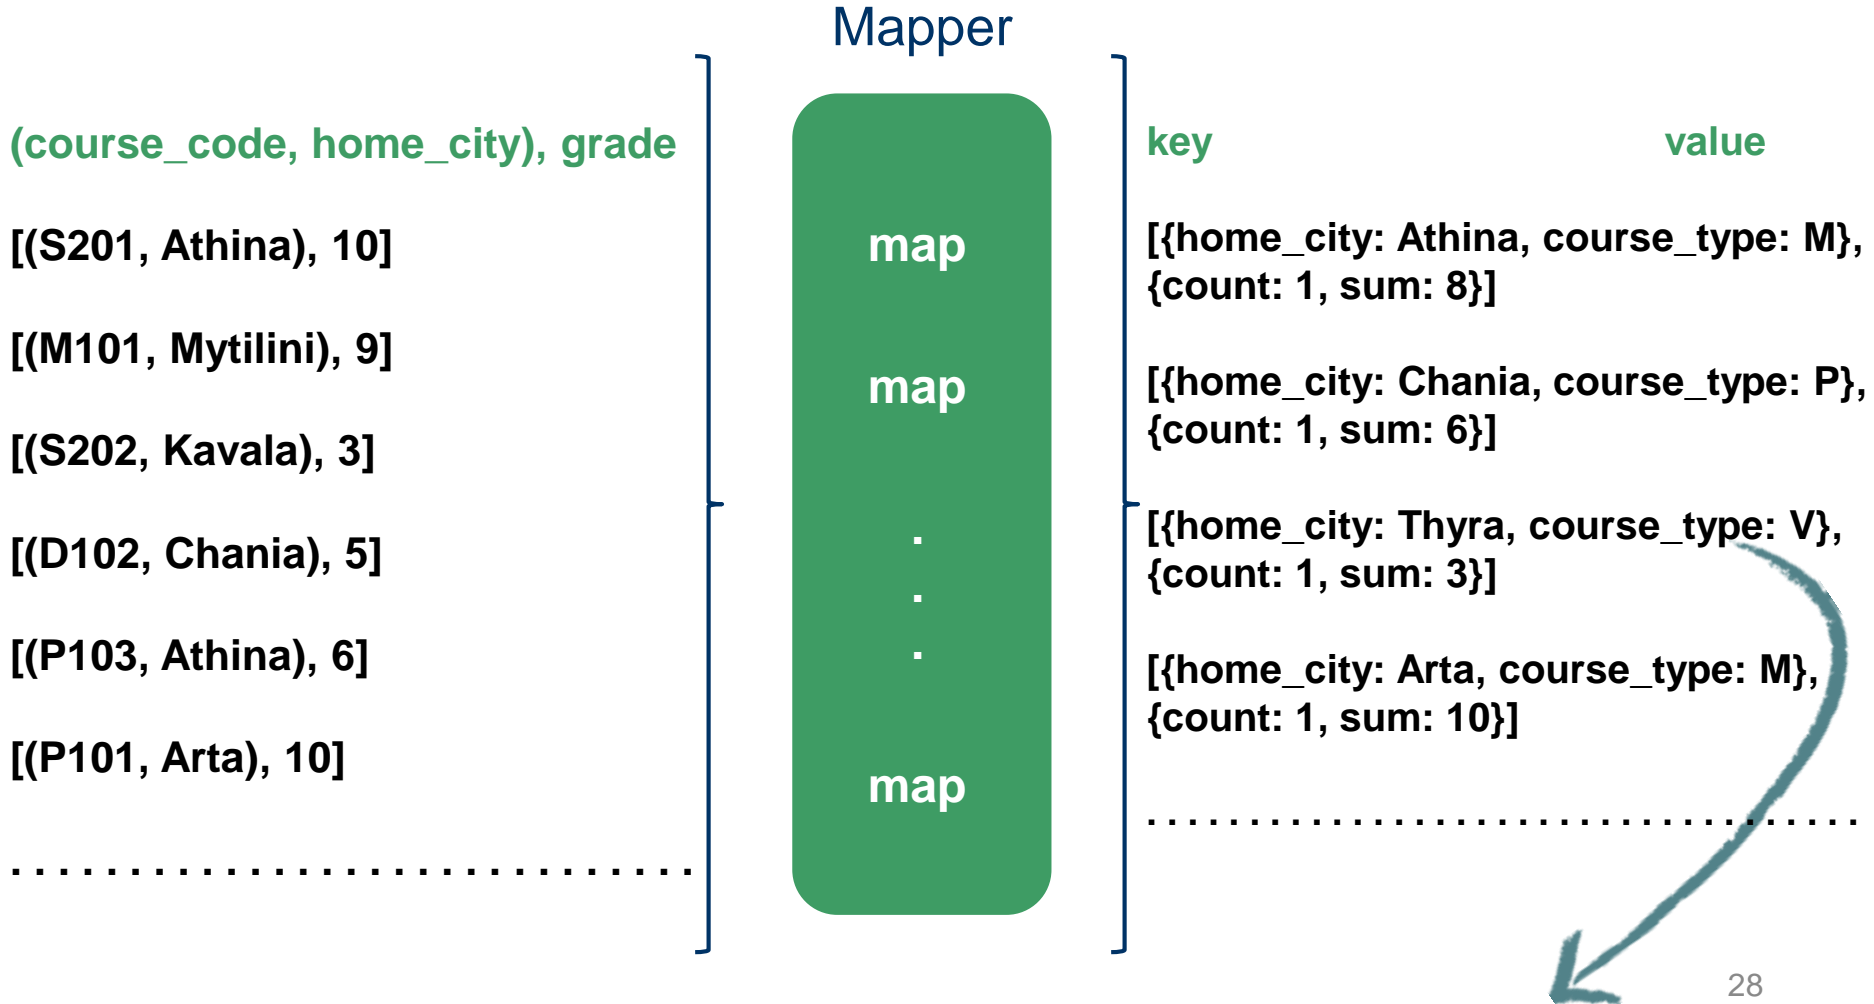 Mapper
(course_code, home_city), grade
[(S201, Athina), 10]
[(M101, Mytilini), 9]
[(S202, Kavala), 3]
[(D102, Chania), 5]
[(P103, Athina), 6]
[(P101, Arta), 10]
. . . . . . . . . . . . . . . . . . . . . . . . . . . . .
map
map
.
.
.
map
key value
[{home_city: Athina, course_type: M},
{count: 1, sum: 8}]
[{home_city: Chania, course_type: P},
{count: 1, sum: 6}]
[{home_city: Thyra, course_type: V},
{count: 1, sum: 3}]
[{home_city: Arta, course_type: M},
{count: 1, sum: 10}]
. . . . . . . . . . . . . . . . . . . . . . . . . . . . . . . . . .
28